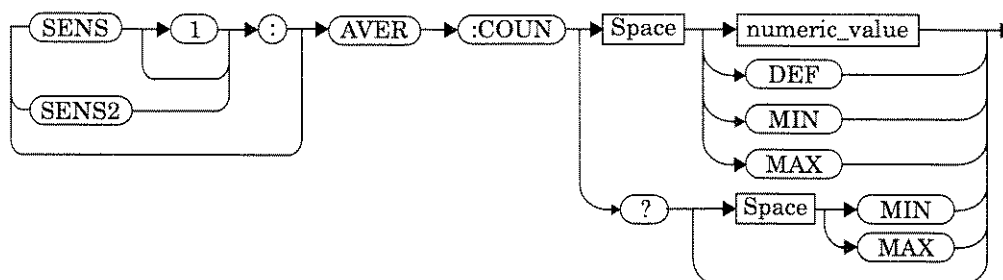 SENS 1 : AVER :COUN Space numeric_value
DEF
SENS2
MIN
MAX
? Space MIN
MAX